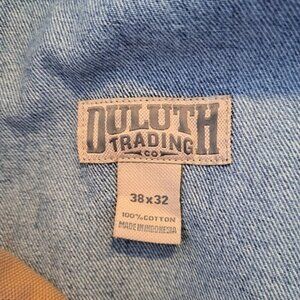 DULUTH
TRADING
CO
38x32
100% COTTON
MADE IN INDONESIA